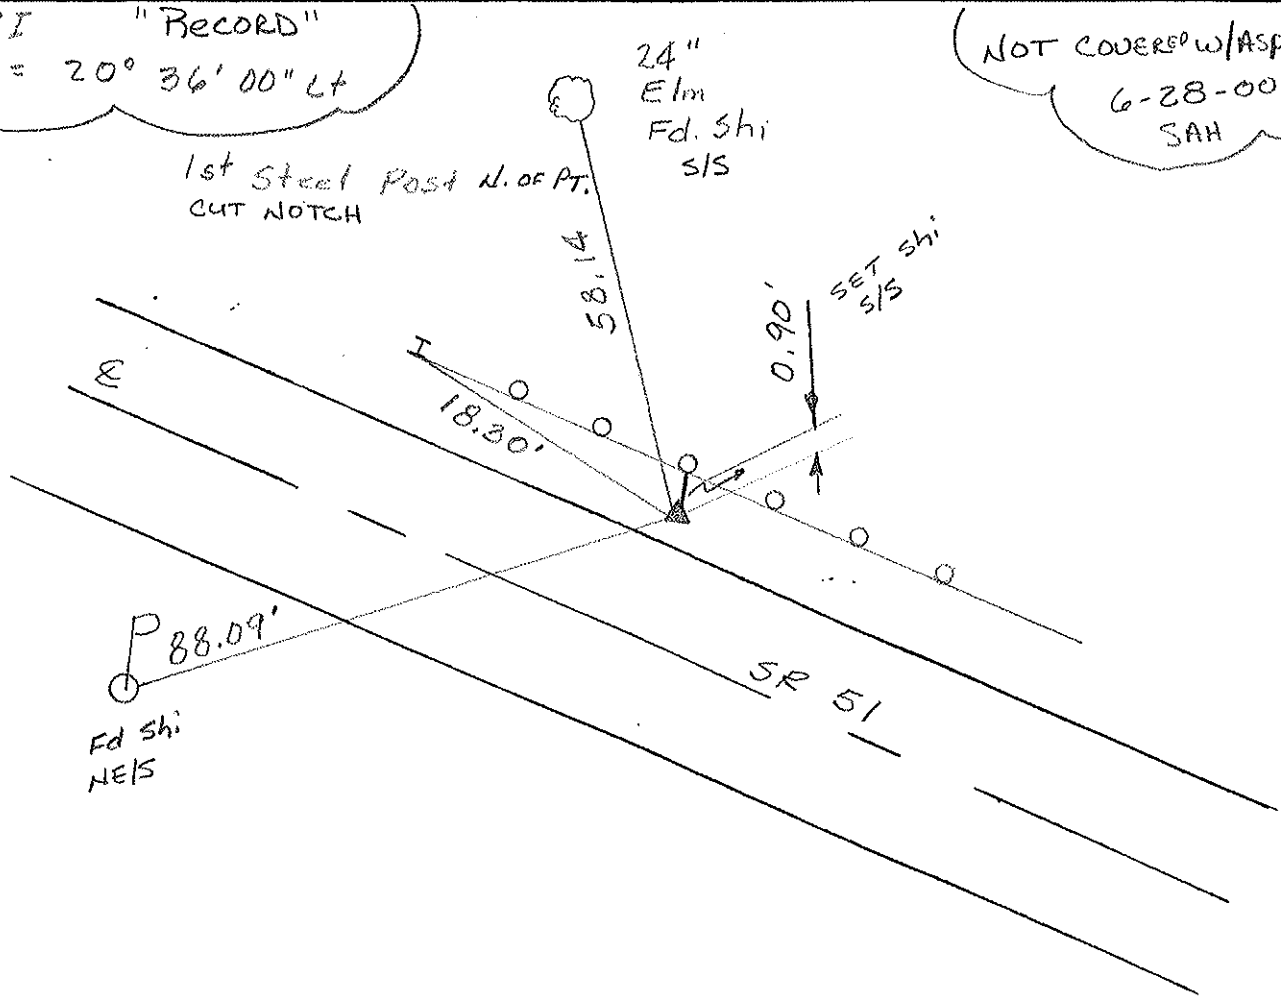 I "RECORD"
= 20° 36' 00" Lt
24"
Elm
Fd. Shi
S/S
NOT COVERED W/ASP
6-28-00
SAH
1st Steel Post N. OF PT.
CUT NOTCH
58.14
0.90'
SET Shi
S/S
I
18.30'
P
88.09'
Fd Shi
NE/S
SR 51